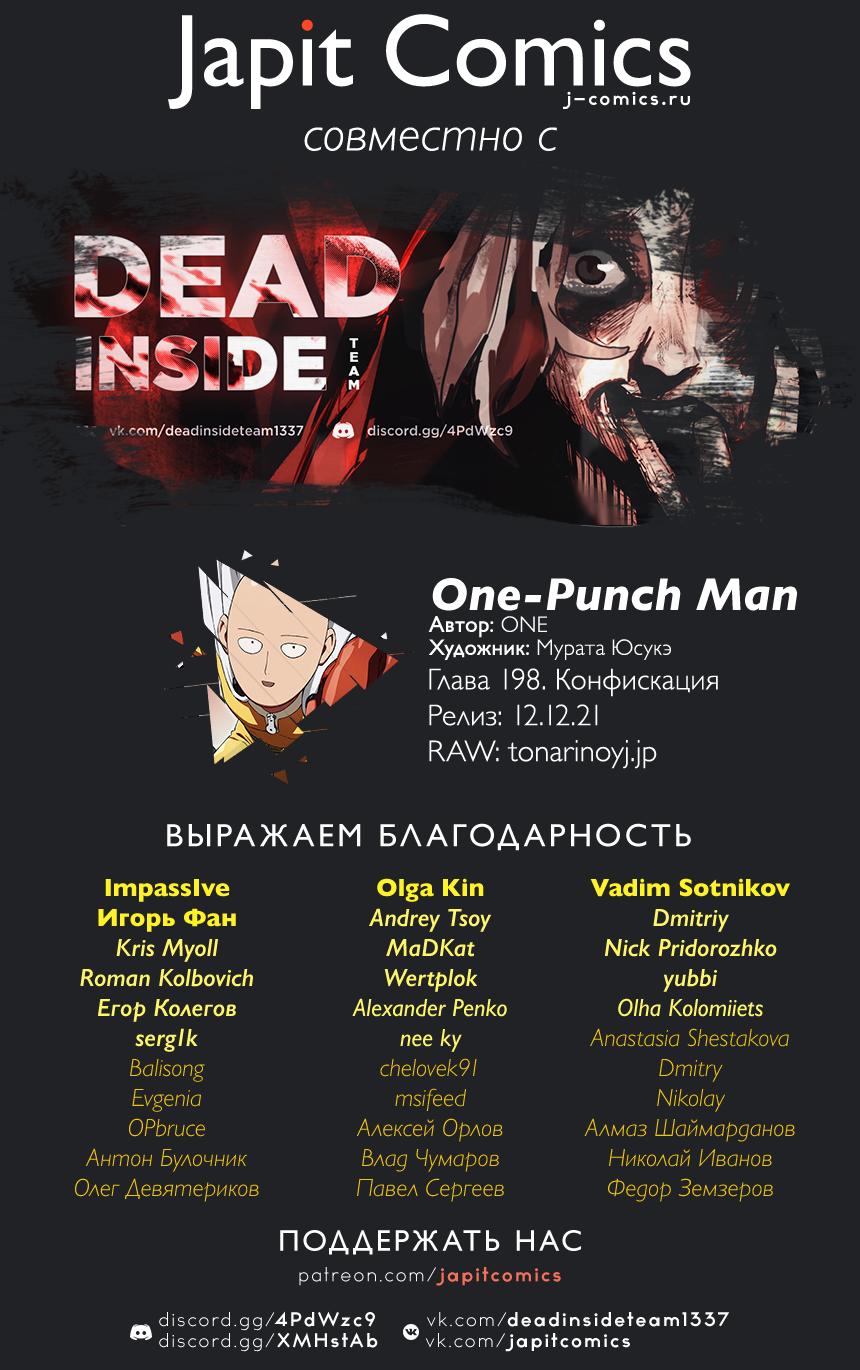 Japit Comics
j-comics.ru
совместно с
DEAD
INSIDE
TEAM
vk.com/deadinsideteam1337 discord.gg/4PdWzc9
One-Punch Man
Автор: ONE
Художник: Мурата Юсукэ
Глава 198. Конфискация
Релиз: 12.12.21
RAW: tonarinoyj.jp
ВЫРАЖАЕМ БЛАГОДАРНОСТЬ
ImpassIve Olga Kin Vadim Sotnikov
Игорь Фан Andrey Tsoy Dmitriy
Kris Myoll MaDKat Nick Pridorozhko
Roman Kolbovich Wertplok yubbi
Егор Колегов Alexander Penko Olha Kolomiiets
serg1k nee ky Anastasia Shestakova
Balisong chelovek91 Dmitry
Evgenia msifeed Nikolay
OPbruce Алексей Орлов Алмаз Шаймарданов
Антон Булочник Влад Чумаров Николай Иванов
Олег Девятериков Павел Сергеев Федор Земзеров
ПОДДЕРЖАТЬ НАС
patreon.com/japitcomics
discord.gg/4PdWzc9 vk.com/deadinsideteam1337
discord.gg/XMHstAb vk.com/japitcomics